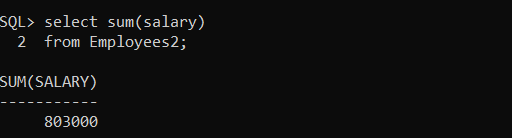 SQL> select sum(salary)
  2  from Employees2;
SUM(SALARY)
-----------
     803000